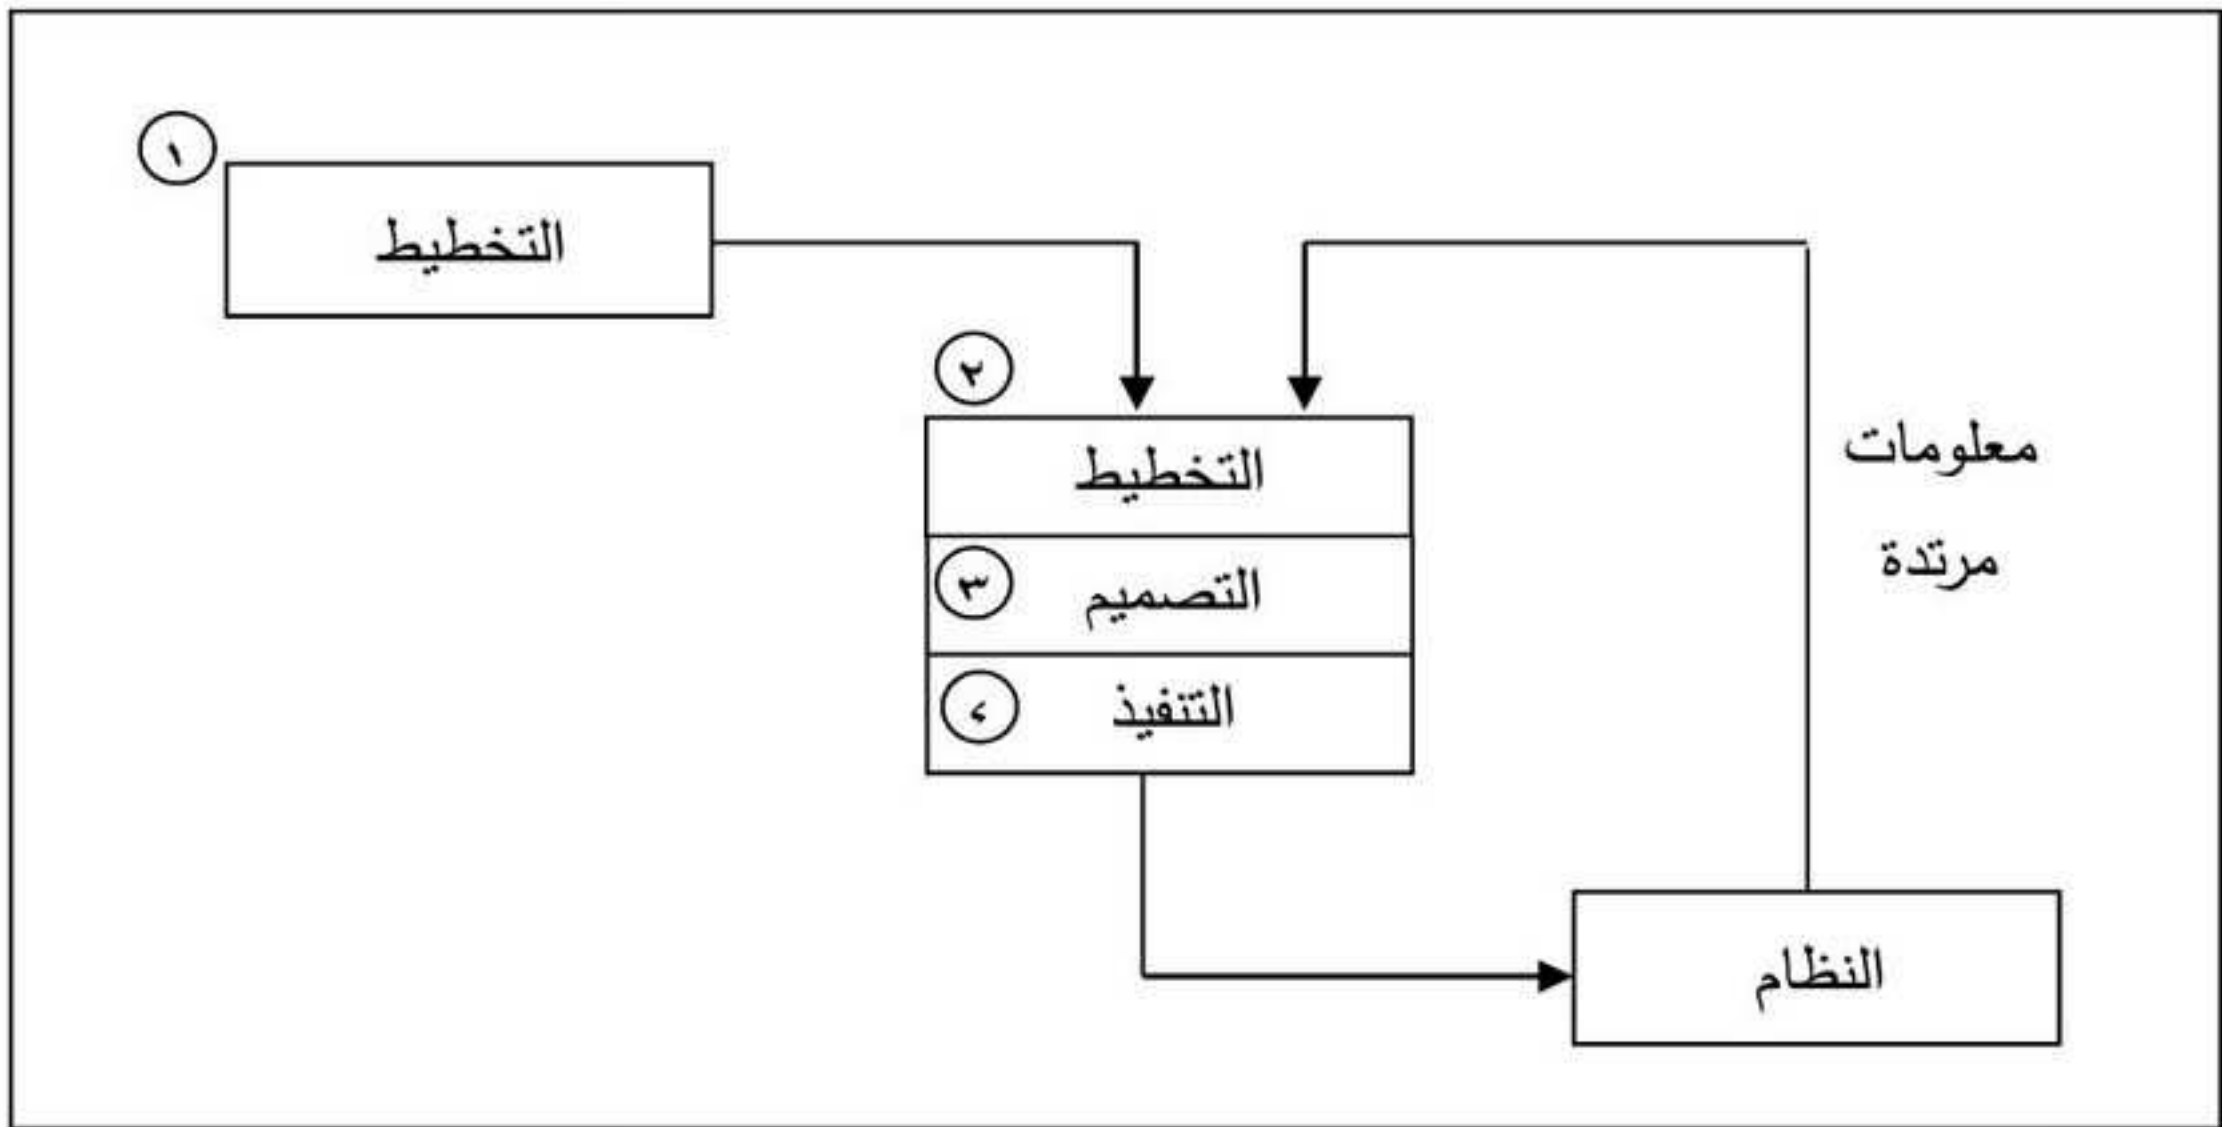 ١
التخطيط
٢
التخطيط
٣
التصميم
٤
التنفيذ
معلومات
مرتدة
النظام